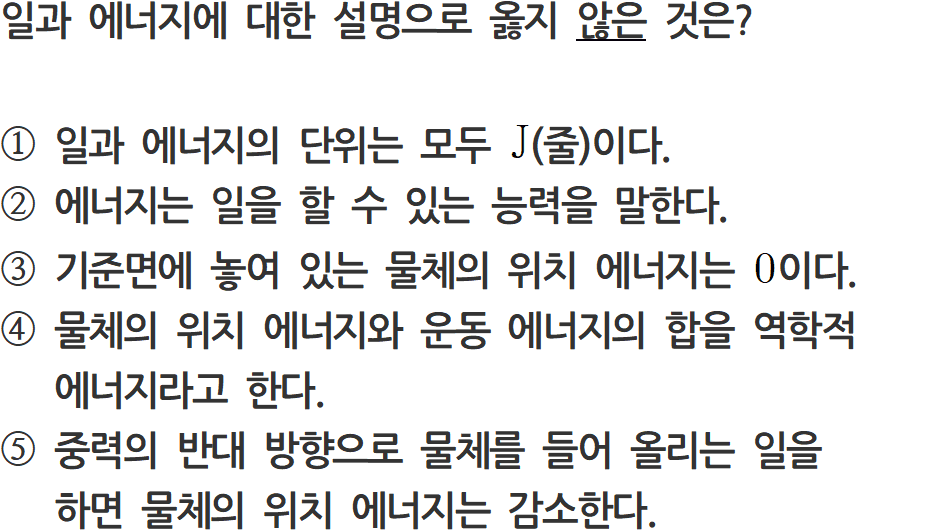 일과 에너지에 대한 설명으로 옳지 않은 것은?
① 일과 에너지의 단위는 모두 J(줄)이다.
② 에너지는 일을 할 수 있는 능력을 말한다.
③ 기준면에 놓여 있는 물체의 위치 에너지는 0이다.
④ 물체의 위치 에너지와 운동 에너지의 합을 역학적
에너지라고 한다.
⑤ 중력의 반대 방향으로 물체를 들어 올리는 일을
하면 물체의 위치 에너지는 감소한다.